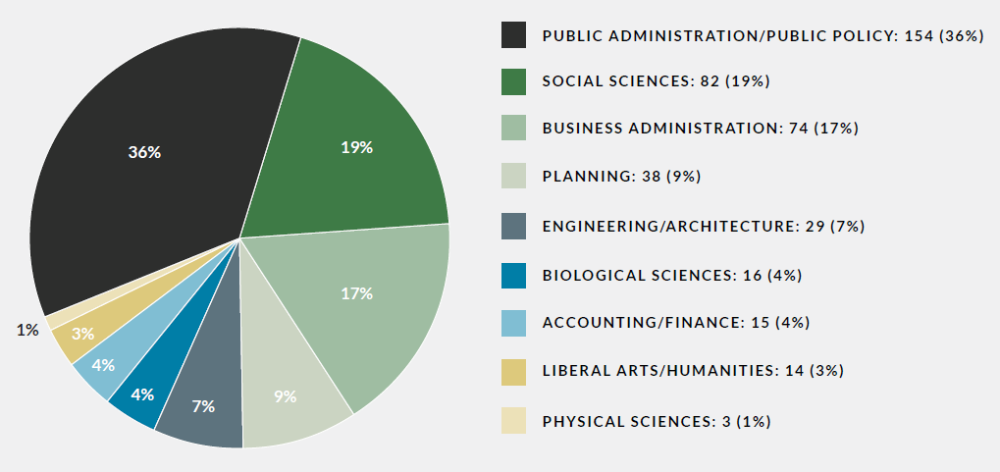 PUBLIC ADMINISTRATION/PUBLIC POLICY: 154 (36%)
SOCIAL SCIENCES: 82 (19%)
BUSINESS ADMINISTRATION: 74 (17%)
PLANNING: 38 (9%)
ENGINEERING/ARCHITECTURE: 29 (7%)
BIOLOGICAL SCIENCES: 16 (4%)
ACCOUNTING/FINANCE: 15 (4%)
LIBERAL ARTS/HUMANITIES: 14 (3%)
PHYSICAL SCIENCES: 3 (1%)
36%
19%
17%
9%
7%
4%
4%
3%
1%